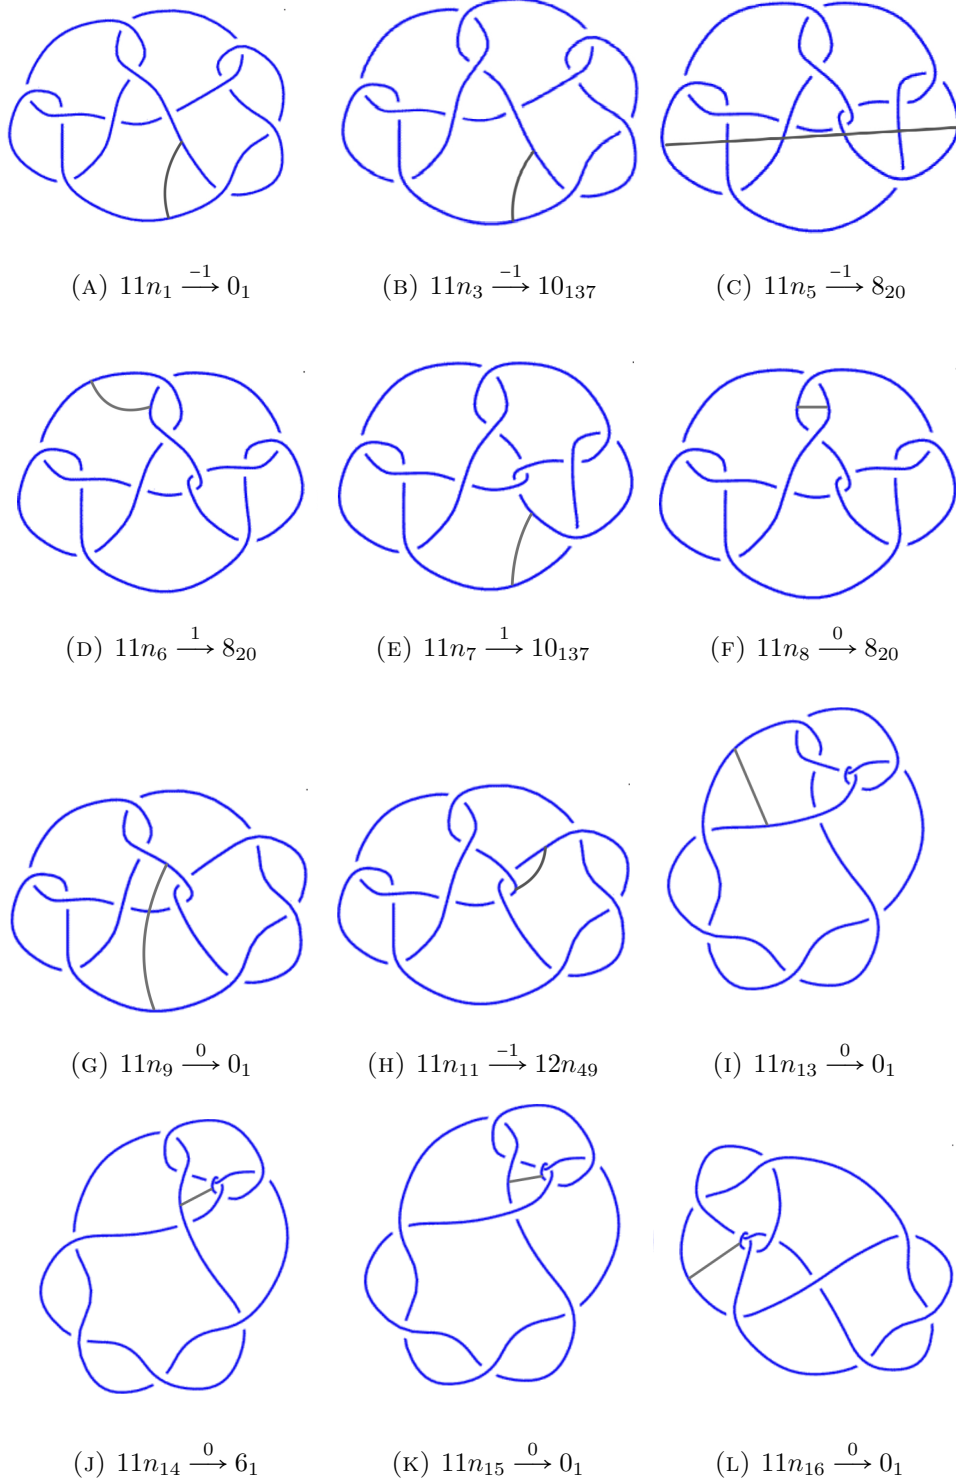 (A) 11n₁ —⁻¹→ 0₁
(B) 11n₃ —⁻¹→ 10₁₃₇
(C) 11n₅ —⁻¹→ 8₂₀
(D) 11n₆ —¹→ 8₂₀
(E) 11n₇ —¹→ 10₁₃₇
(F) 11n₈ —⁰→ 8₂₀
(G) 11n₉ —⁰→ 0₁
(H) 11n₁₁ —⁻¹→ 12n₄₉
(I) 11n₁₃ —⁰→ 0₁
(J) 11n₁₄ —⁰→ 6₁
(K) 11n₁₅ —⁰→ 0₁
(L) 11n₁₆ —⁰→ 0₁